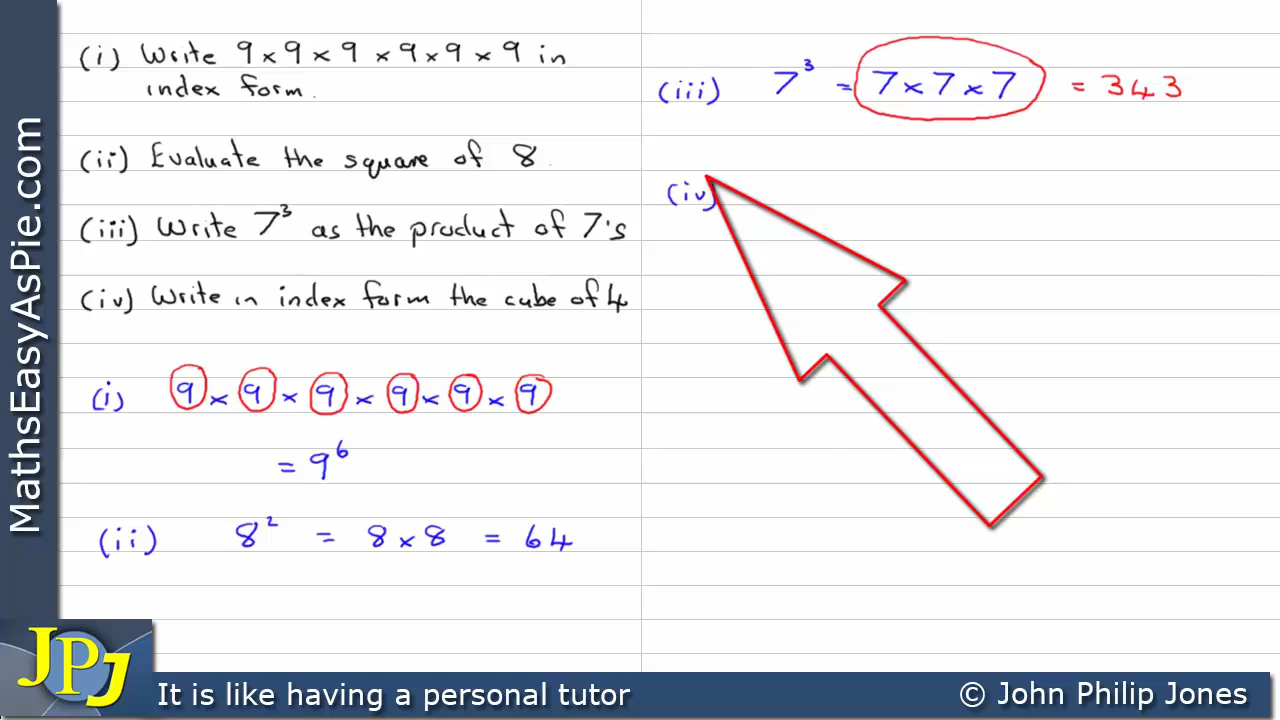 (i) Write 9 × 9 × 9 × 9 × 9 × 9 in
index form.
(ii) Evaluate the square of 8.
(iii) Write 7³ as the product of 7's
(iv) Write in index form the cube of 4
(i) 9 × 9 × 9 × 9 × 9 × 9
= 9⁶
(ii) 8² = 8 × 8 = 64
(iii) 7³ = 7 × 7 × 7 = 343
(iv)
MathsEasyAsPie.com
JPJ
It is like having a personal tutor
© John Philip Jones